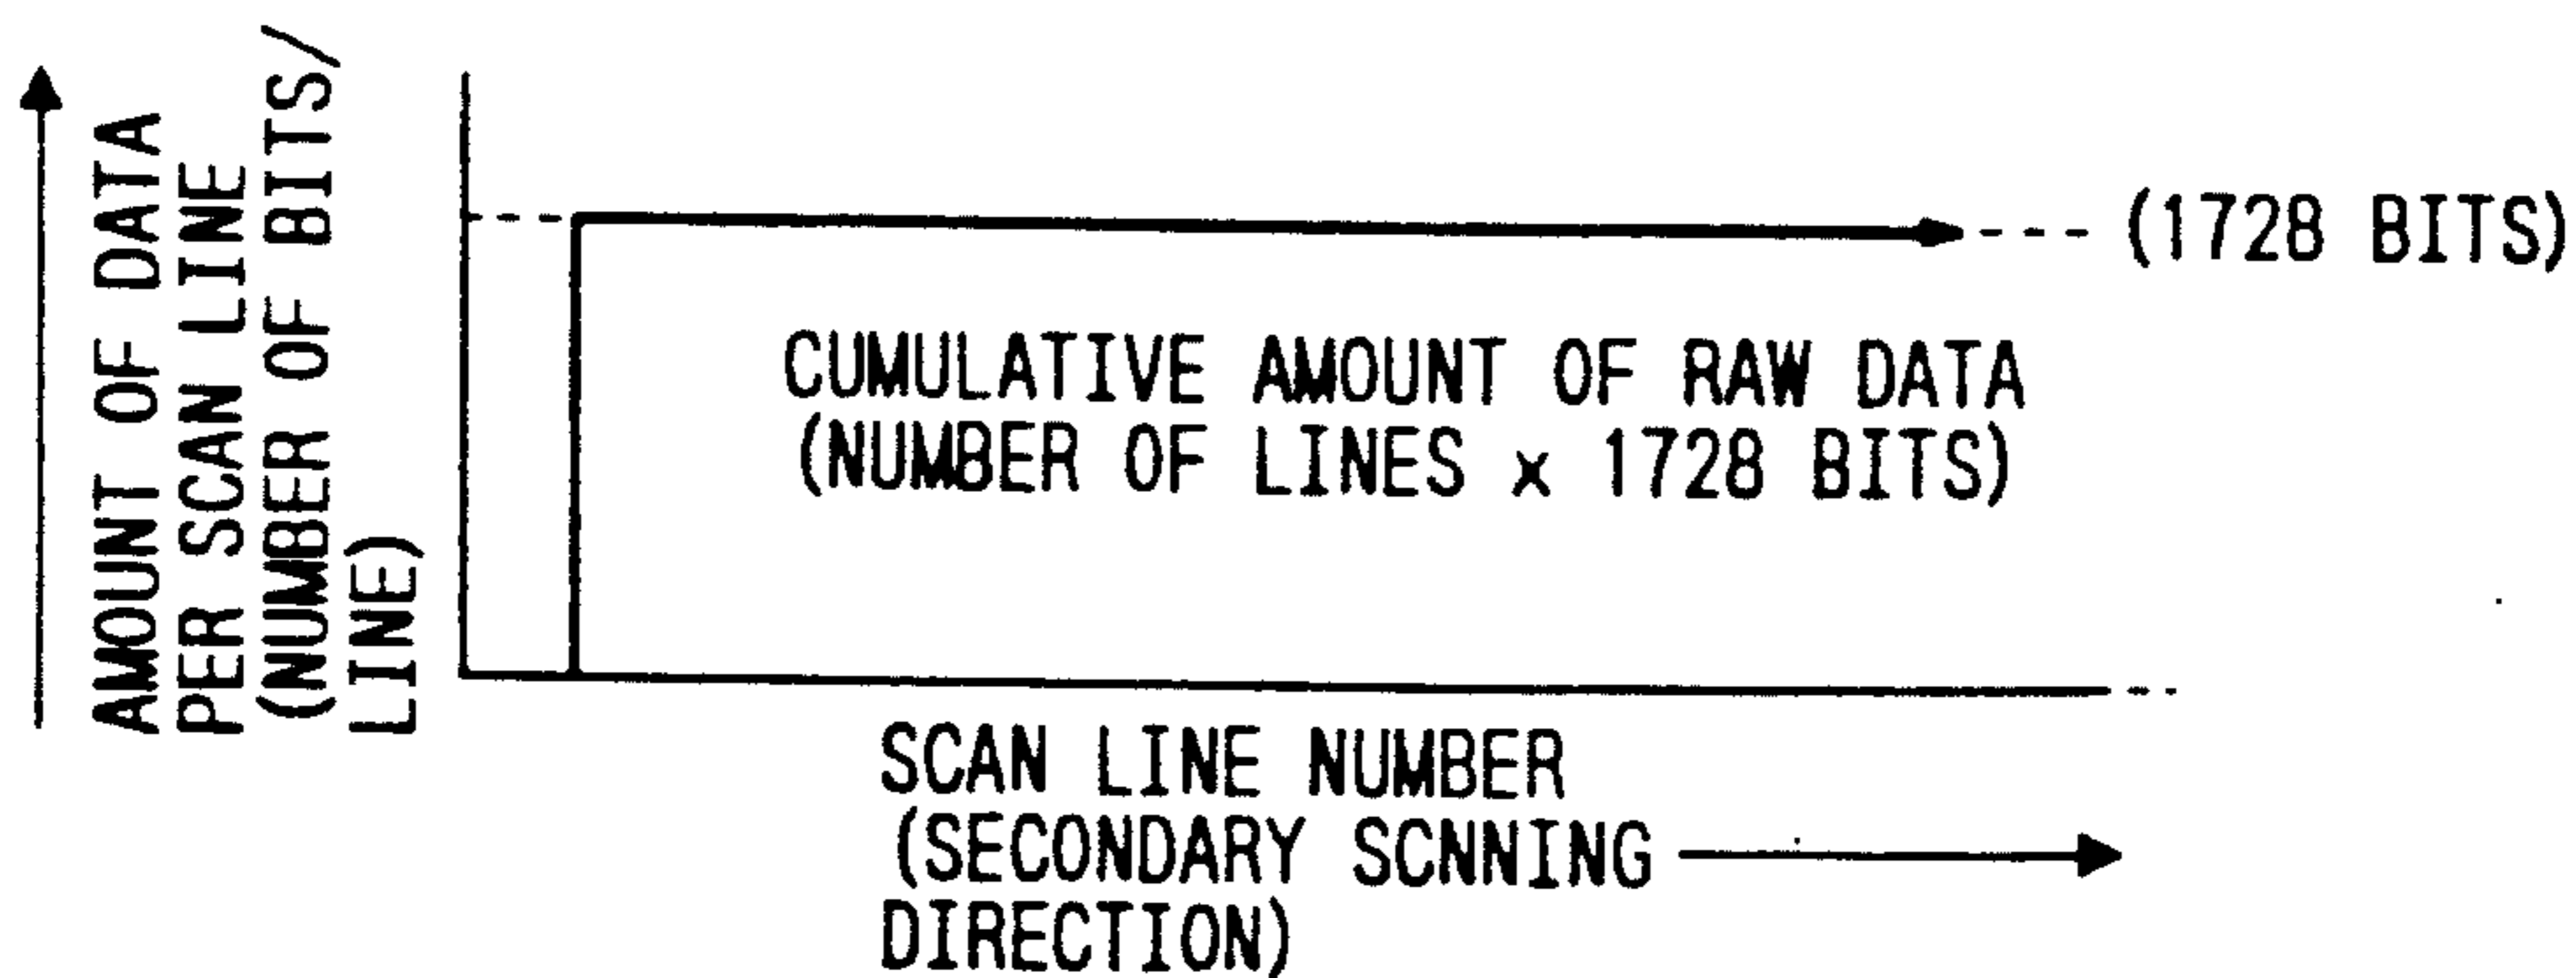 AMOUNT OF DATA
PER SCAN LINE
(NUMBER OF BITS/
LINE)
(1728 BITS)
CUMULATIVE AMOUNT OF RAW DATA
(NUMBER OF LINES x 1728 BITS)
SCAN LINE NUMBER
(SECONDARY SCNNING
DIRECTION)